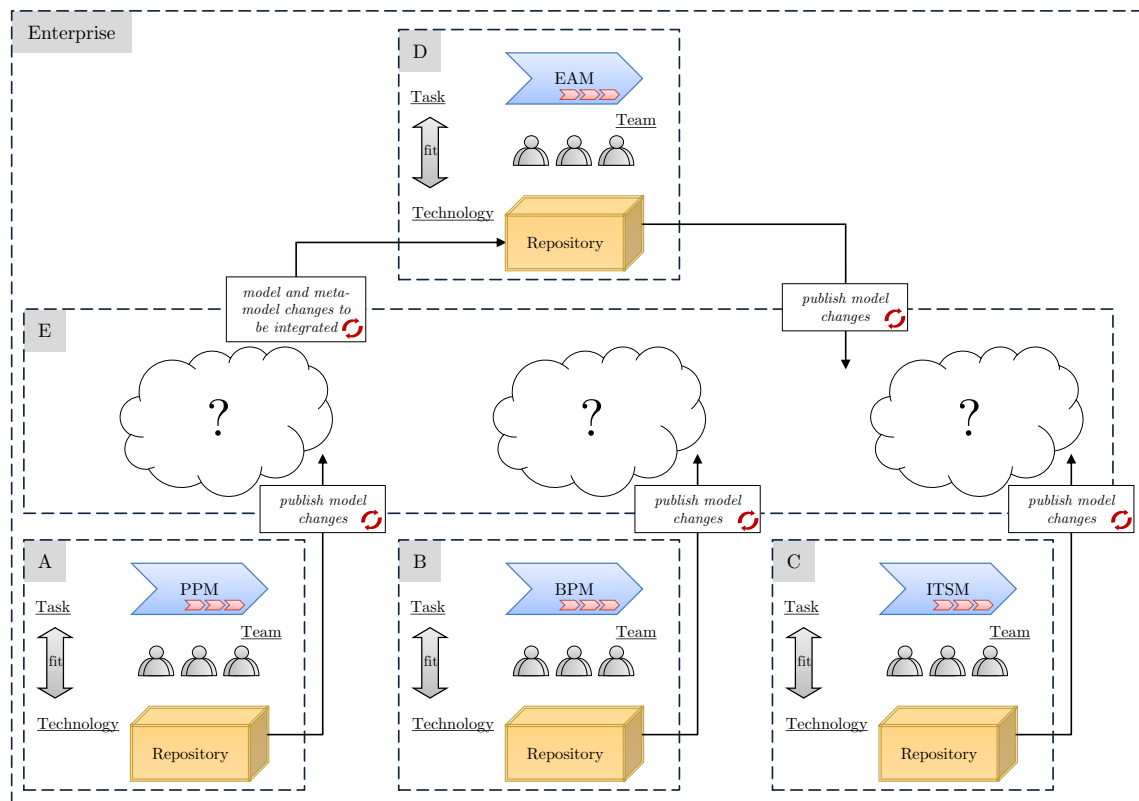 Enterprise
D
EAM
Task
Team
fit
Technology
Repository
model and meta-
model changes to
be integrated
publish model
changes
E
?
?
?
publish model
changes
publish model
changes
publish model
changes
A
PPM
Task
Team
fit
Technology
Repository
B
BPM
Task
Team
fit
Technology
Repository
C
ITSM
Task
Team
fit
Technology
Repository